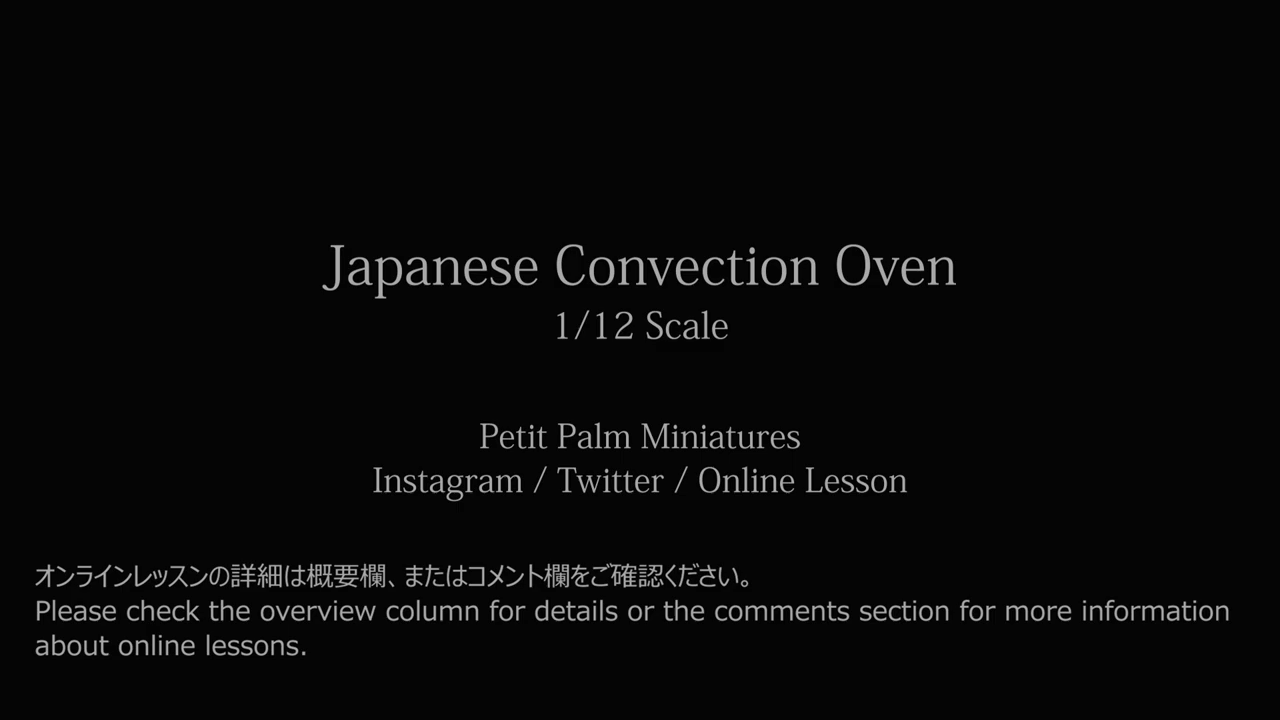 Japanese Convection Oven
1/12 Scale
Petit Palm Miniatures
Instagram / Twitter / Online Lesson
オンラインレッスンの詳細は概要欄、またはコメント欄をご確認ください。
Please check the overview column for details or the comments section for more information
about online lessons.